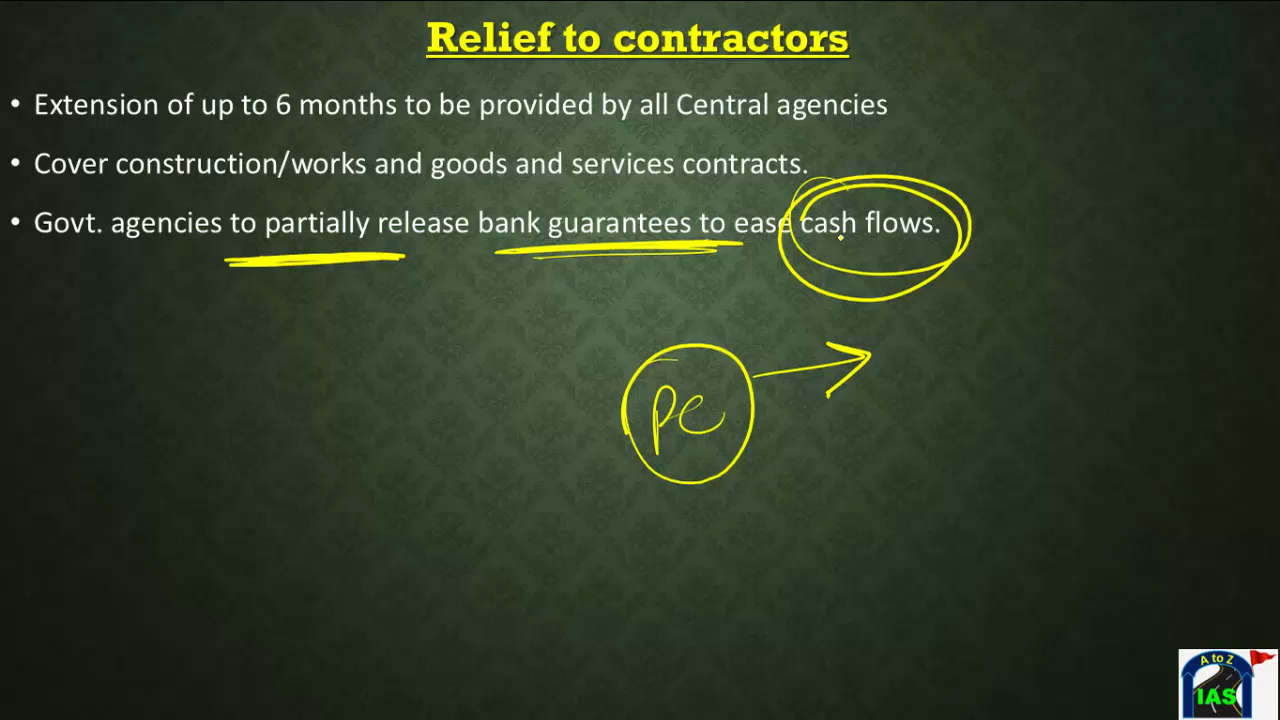 Relief to contractors
• Extension of up to 6 months to be provided by all Central agencies
• Cover construction/works and goods and services contracts.
• Govt. agencies to partially release bank guarantees to ease cash flows.
A to Z
IAS